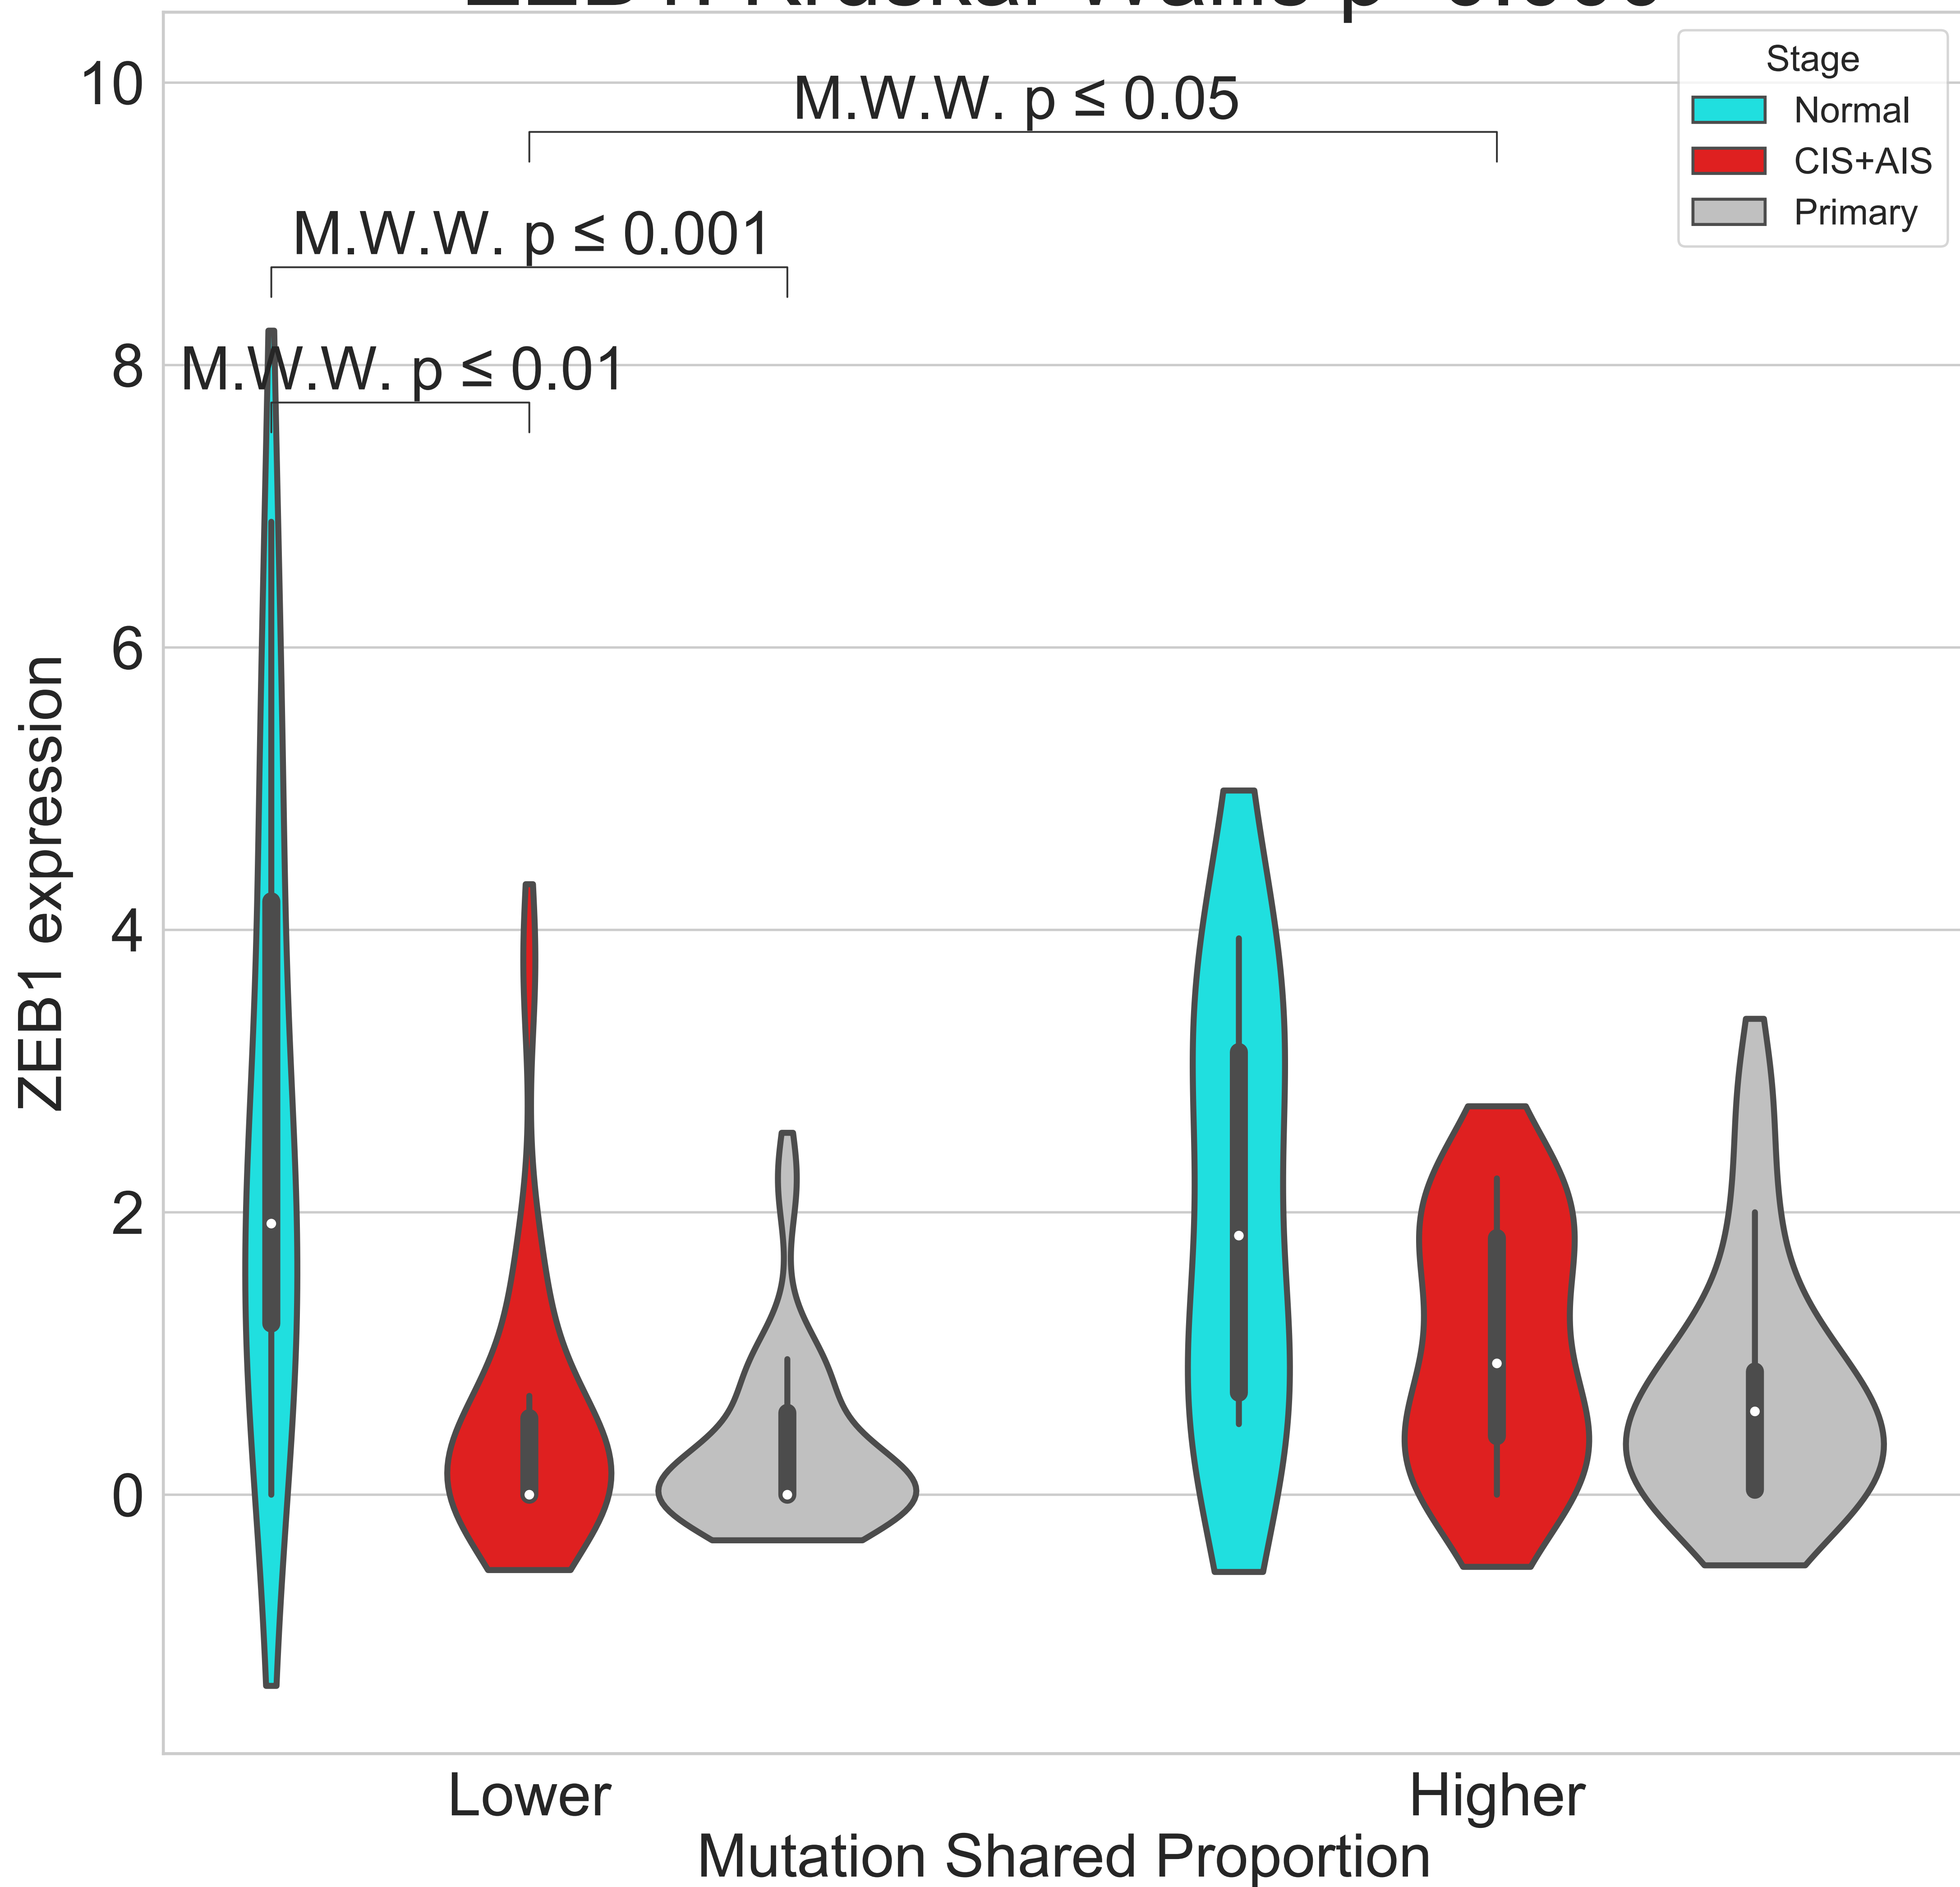 10
8
6
4
2
0
ZEB1 expression
M.W.W. p ≤ 0.05
M.W.W. p ≤ 0.001
M.W.W. p ≤ 0.01
Stage
Normal
CIS+AIS
Primary
Lower
Higher
Mutation Shared Proportion